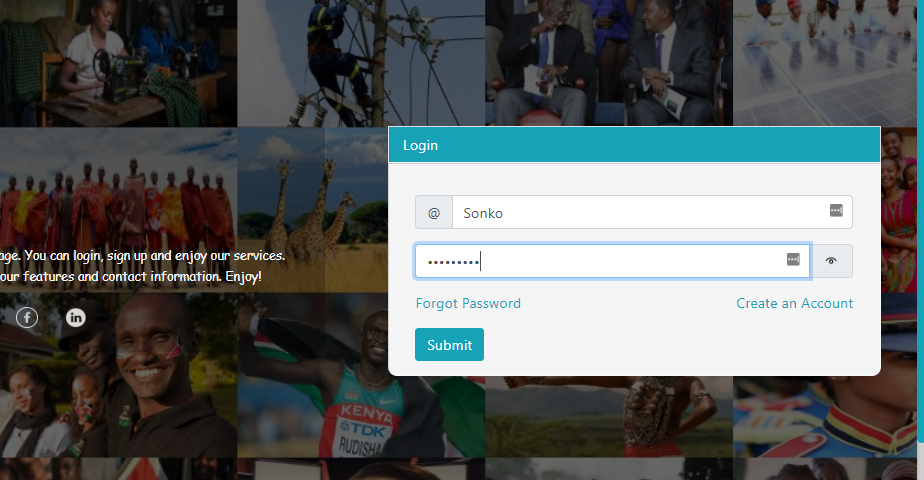 Login
@ Sonko
•••••••••
age. You can login, sign up and enjoy our services.
our features and contact information. Enjoy!
Forgot Password
Create an Account
Submit
f
in
KENYA
TDK
RUDISHA